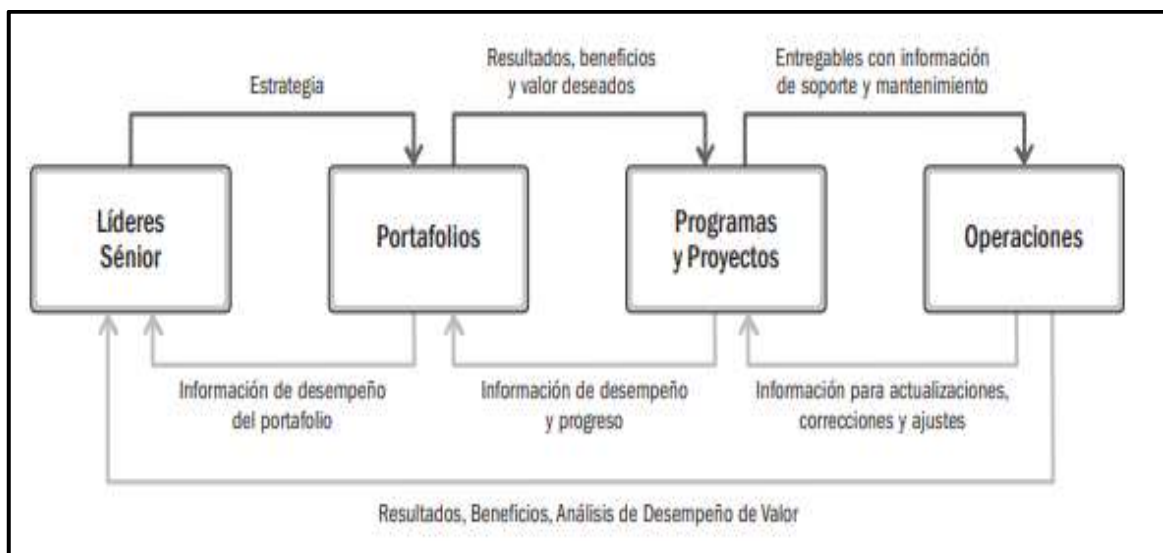 Estrategia
Resultados, beneficios
y valor deseados
Entregables con información
de soporte y mantenimiento
Líderes
Sénior
Portafolios
Programas
y Proyectos
Operaciones
Información de desempeño
del portafolio
Información de desempeño
y progreso
Información para actualizaciones,
correcciones y ajustes
Resultados, Beneficios, Análisis de Desempeño de Valor